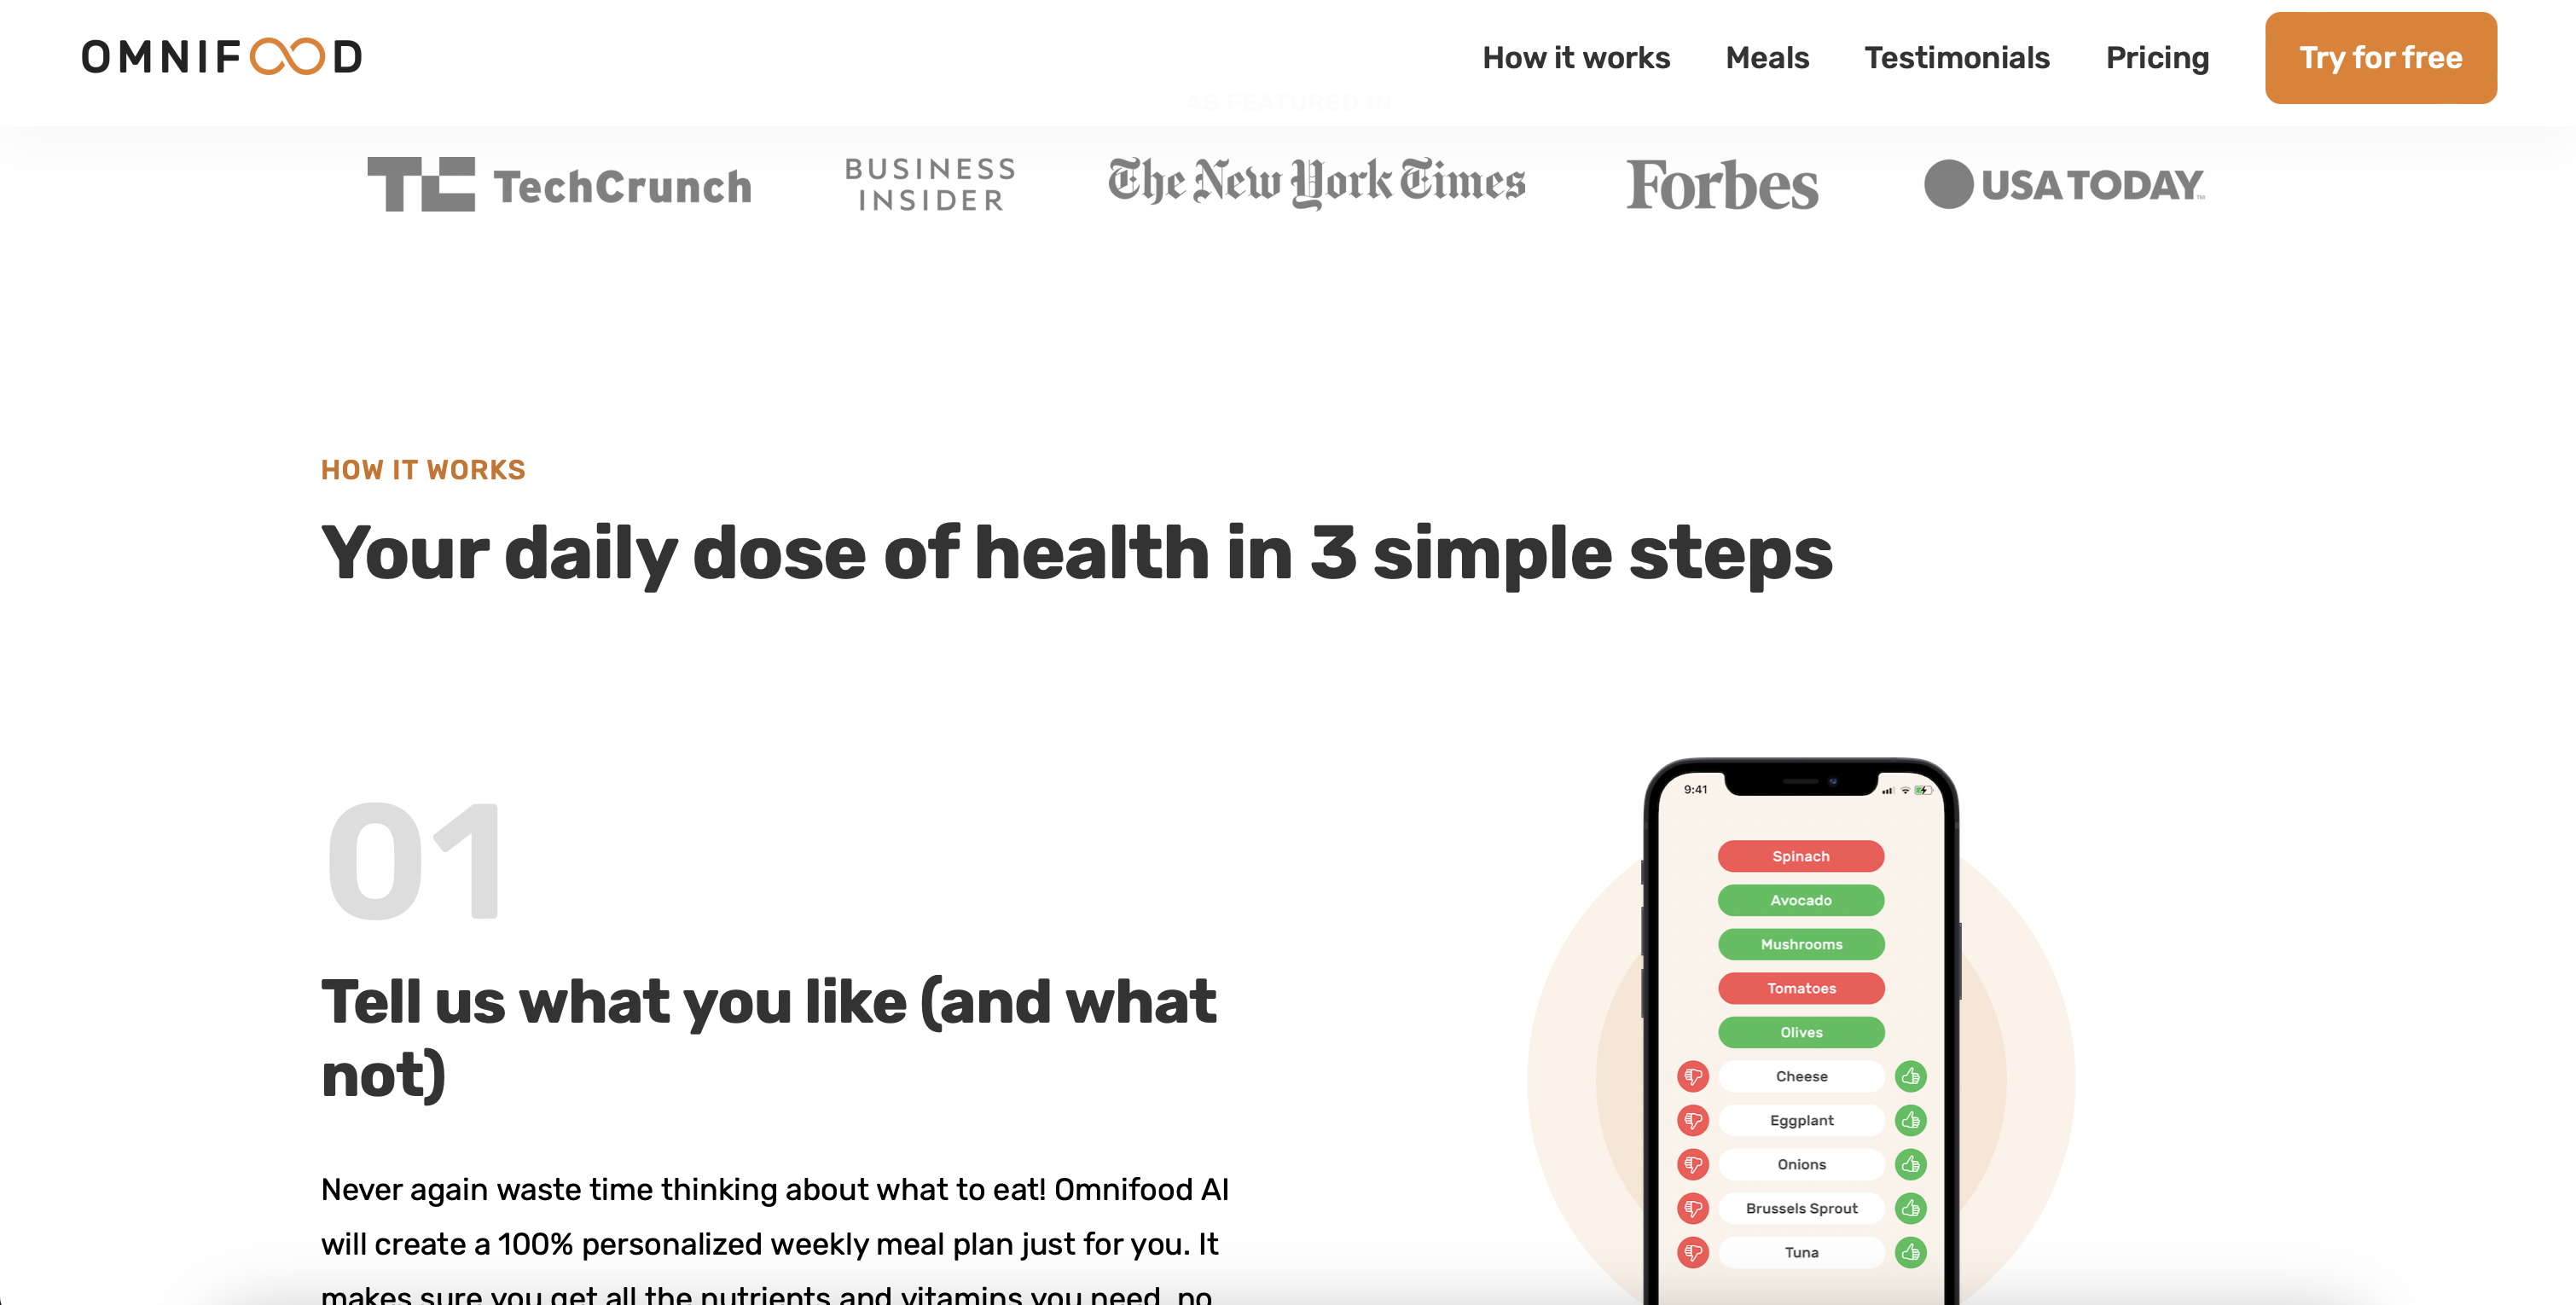 OMNIFOOD
How it works
Meals
Testimonials
Pricing
Try for free
AS FEATURED IN
TechCrunch
BUSINESS
INSIDER
The New York Times
Forbes
USA TODAY
HOW IT WORKS
Your daily dose of health in 3 simple steps
01
Tell us what you like (and what
not)
Never again waste time thinking about what to eat! Omnifood AI
will create a 100% personalized weekly meal plan just for you. It
makes sure you get all the nutrients and vitamins you need, no
9:41
Spinach
Avocado
Mushrooms
Tomatoes
Olives
Cheese
Eggplant
Onions
Brussels Sprout
Tuna